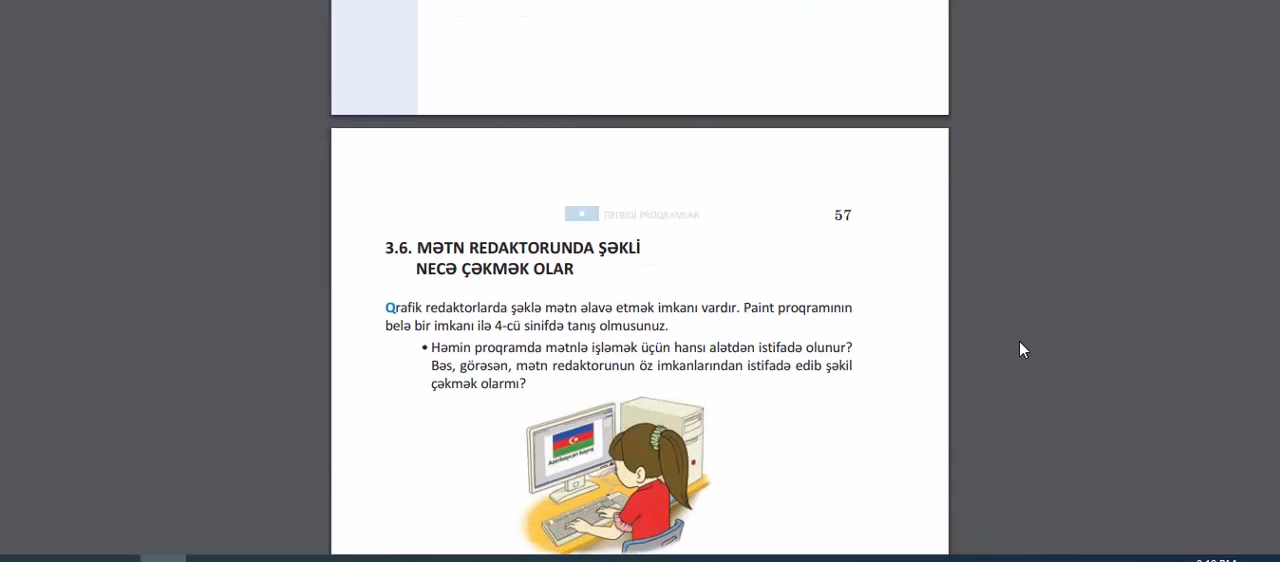 TƏTBİQİ PROQRAMLAR 57
3.6. MƏTN REDAKTORUNDA ŞƏKLİ
NECƏ ÇƏKMƏK OLAR
Qrafik redaktorlarda şəklə mətn əlavə etmək imkanı vardır. Paint proqramının
belə bir imkanı ilə 4-cü sinifdə tanış olmusunuz.
• Həmin proqramda mətnlə işləmək üçün hansı alətdən istifadə olunur?
Bəs, görəsən, mətn redaktorunun öz imkanlarından istifadə edib şəkil
çəkmək olarmı?
Azərbaycan bayrağı